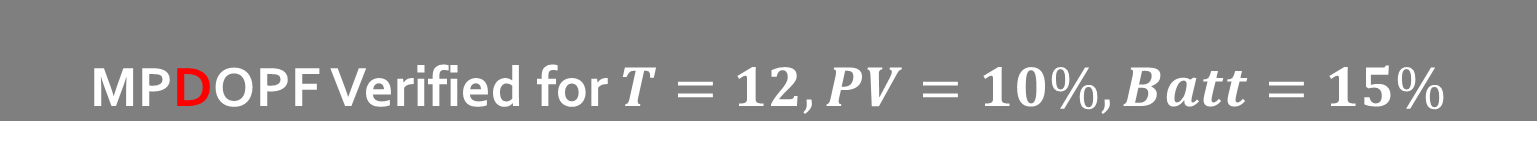 MPDOPF Verified for T = 12, PV = 10%, Batt = 15%